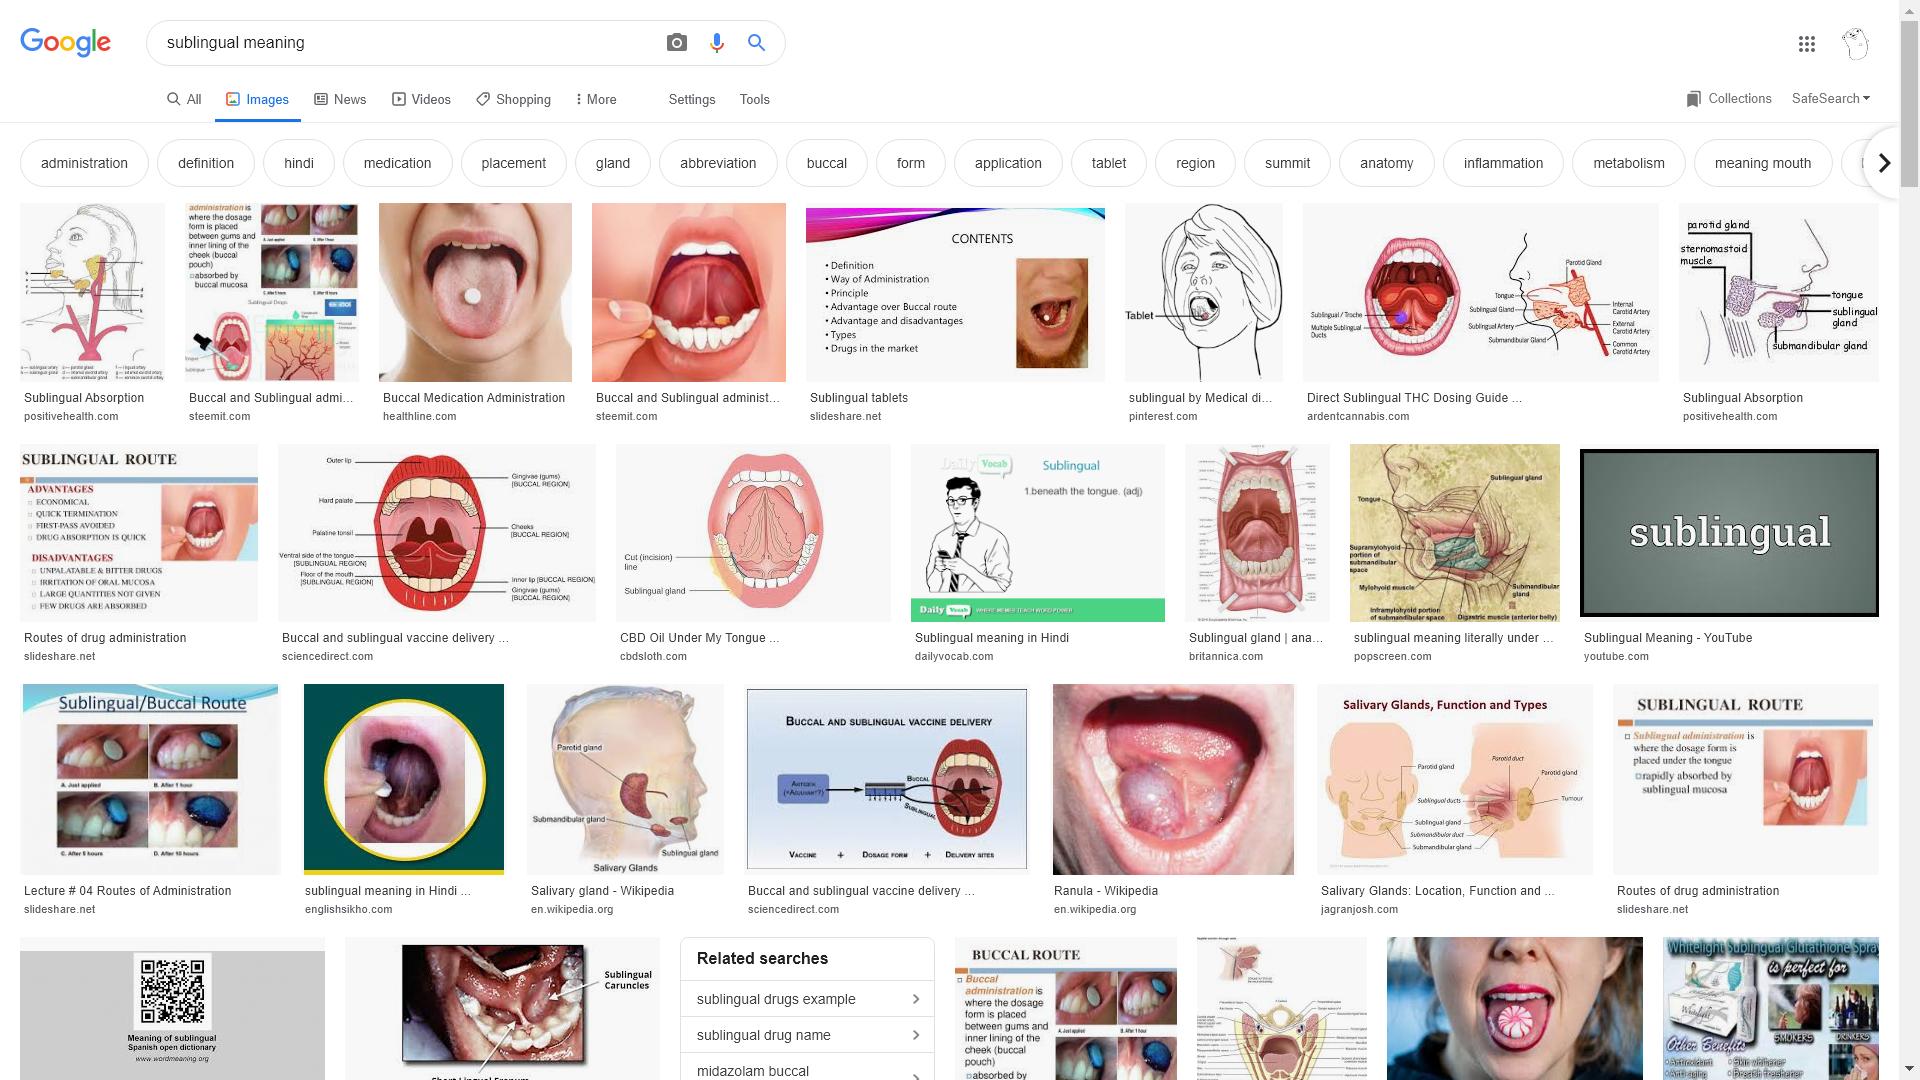 Google
sublingual meaning
All
Images
News
Videos
Shopping
More
Settings
Tools
Collections
SafeSearch
administration
definition
hindi
medication
placement
gland
abbreviation
buccal
form
application
tablet
region
summit
anatomy
inflammation
metabolism
meaning mouth
administration is
where the dosage
form is placed
between gums and
inner lining of the
cheek (buccal
pouch)
absorbed by
buccal mucosa
Sublingual Drops
CONTENTS
• Definition
• Way of Administration
• Principle
• Advantage over Buccal route
• Advantage and disadvantages
• Types
• Drugs in the market
Tablet
Sublingual / Troche
Multiple Sublingual
Ducts
Parotid Gland
Tongue
Sublingual Gland
Sublingual Artery
Submandibular Gland
Internal
Carotid Artery
External
Carotid Artery
Common
Carotid Artery
parotid gland
sternomastoid
muscle
tongue
sublingual
gland
submandibular gland
Sublingual Absorption
positivehealth.com
Buccal and Sublingual admi...
steemit.com
Buccal Medication Administration
healthline.com
Buccal and Sublingual administ...
steemit.com
Sublingual tablets
slideshare.net
sublingual by Medical di...
pinterest.com
Direct Sublingual THC Dosing Guide ...
ardentcannabis.com
Sublingual Absorption
positivehealth.com
SUBLINGUAL ROUTE
ADVANTAGES
ECONOMICAL
QUICK TERMINATION
FIRST-PASS AVOIDED
DRUG ABSORPTION IS QUICK
DISADVANTAGES
UNPALATABLE & BITTER DRUGS
IRRITATION OF ORAL MUCOSA
LARGE QUANTITIES NOT GIVEN
FEW DRUGS ARE ABSORBED
Outer lip
Hard palate
Palatine tonsil
Ventral side of the tongue
[SUBLINGUAL REGION]
Floor of the mouth
[SUBLINGUAL REGION]
Gingivae (gums)
[BUCCAL REGION]
Cheeks
[BUCCAL REGION]
Inner lip [BUCCAL REGION]
Gingivae (gums)
[BUCCAL REGION]
Cut (incision)
line
Sublingual gland
Daily Vocab
Sublingual
1.beneath the tongue. (adj)
Daily Vocab WHERE MEMES TEACH WORD POWER
Sublingual gland
Tongue
Supramylohyoid
portion of
submandibular
space
Mylohyoid muscle
Inframylohyoid portion
of submandibular space
Submandibular
gland
Digastric muscle (anterior belly)
sublingual
Routes of drug administration
slideshare.net
Buccal and sublingual vaccine delivery ...
sciencedirect.com
CBD Oil Under My Tongue ...
cbdsloth.com
Sublingual meaning in Hindi
dailyvocab.com
Sublingual gland | ana...
britannica.com
sublingual meaning literally under ...
popscreen.com
Sublingual Meaning - YouTube
youtube.com
Sublingual/Buccal Route
A. Just applied
B. After 1 hour
C. After 5 hours
D. After 10 hours
Parotid gland
Submandibular gland
Sublingual gland
Salivary Glands
BUCCAL AND SUBLINGUAL VACCINE DELIVERY
ANTIGEN
(+ADJUVANT?)
BUCCAL
SUBLINGUAL
VACCINE + DOSAGE FORM + DELIVERY SITES
Salivary Glands, Function and Types
Parotid gland
Sublingual ducts
Sublingual gland
Submandibular duct
Submandibular gland
Parotid duct
Parotid gland
Tumour
SUBLINGUAL ROUTE
Sublingual administration is
where the dosage form is
placed under the tongue
rapidly absorbed by
sublingual mucosa
Lecture # 04 Routes of Administration
slideshare.net
sublingual meaning in Hindi ...
englishsikho.com
Salivary gland - Wikipedia
en.wikipedia.org
Buccal and sublingual vaccine delivery ...
sciencedirect.com
Ranula - Wikipedia
en.wikipedia.org
Salivary Glands: Location, Function and ...
jagranjosh.com
Routes of drug administration
slideshare.net
Meaning of sublingual
Spanish open dictionary
www.wordmeaning.org
Sublingual
Caruncles
Short Lingual Frenum
Related searches
sublingual drugs example
sublingual drug name
midazolam buccal
BUCCAL ROUTE
Buccal
administration is
where the dosage
form is placed
between gums and
inner lining of the
cheek (buccal
pouch)
absorbed by
A. Just applied
Whitelight Sublingual Glutathione Spra
is perfect for
SMOKERS
DRINKERS
Other Benefits
• Antioxidant
• Skin whitener
• Anti aging
• Breath freshener